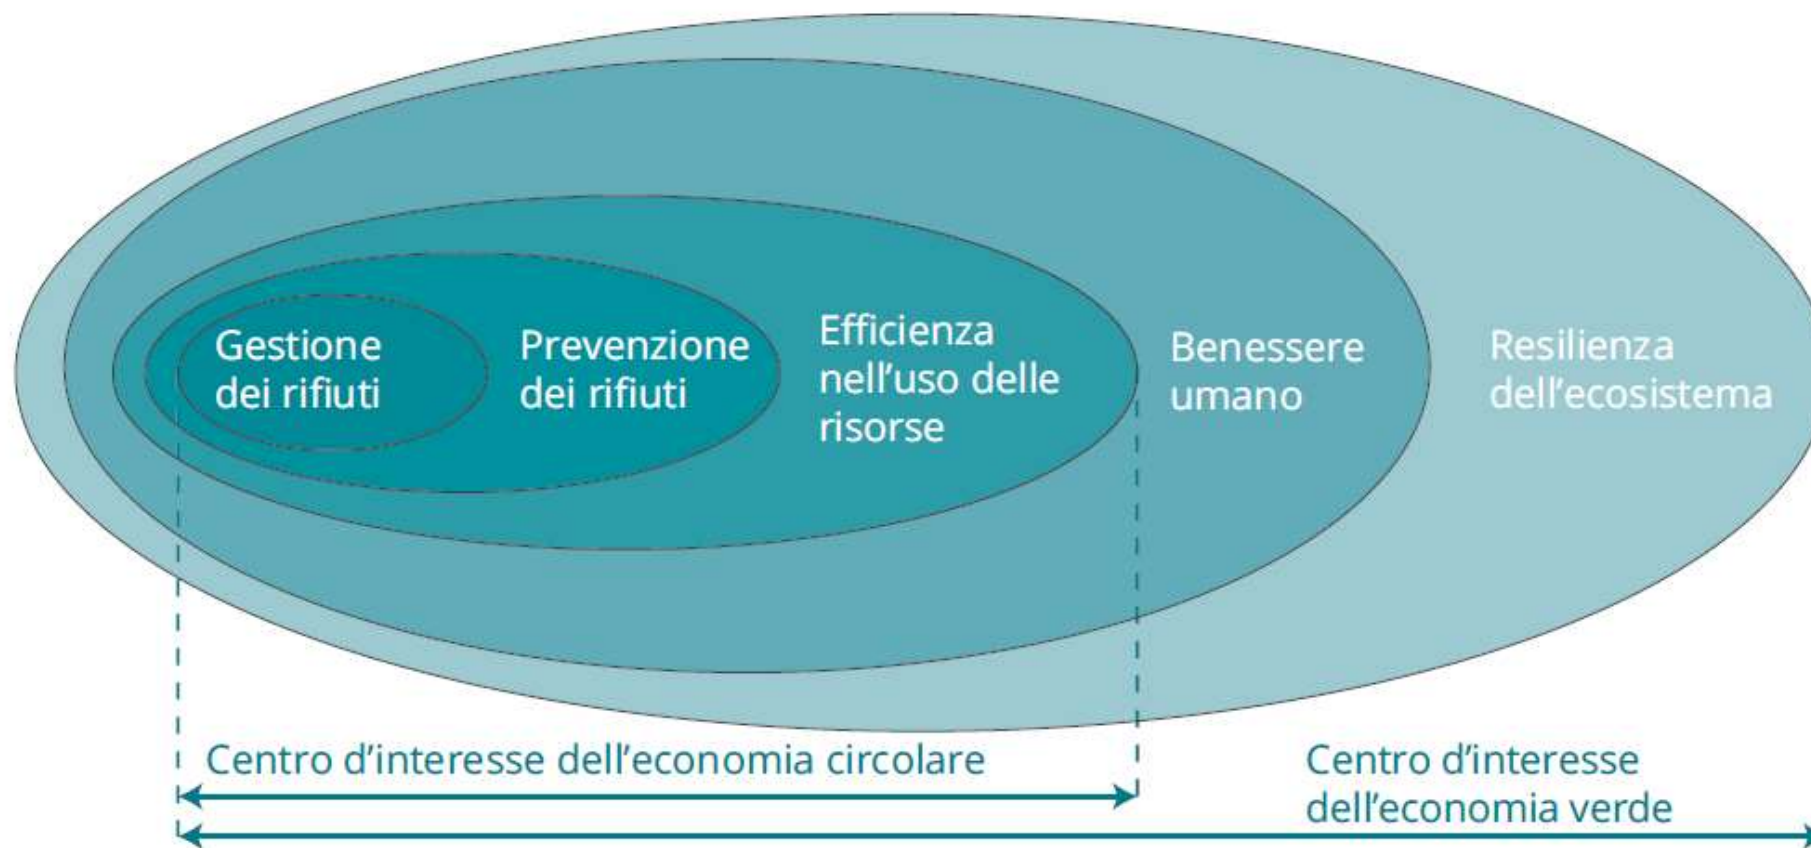 Gestione
dei rifiuti
Prevenzione
dei rifiuti
Efficienza
nell’uso delle
risorse
Benessere
umano
Resilienza
dell’ecosistema
Centro d’interesse dell’economia circolare
Centro d’interesse
dell’economia verde